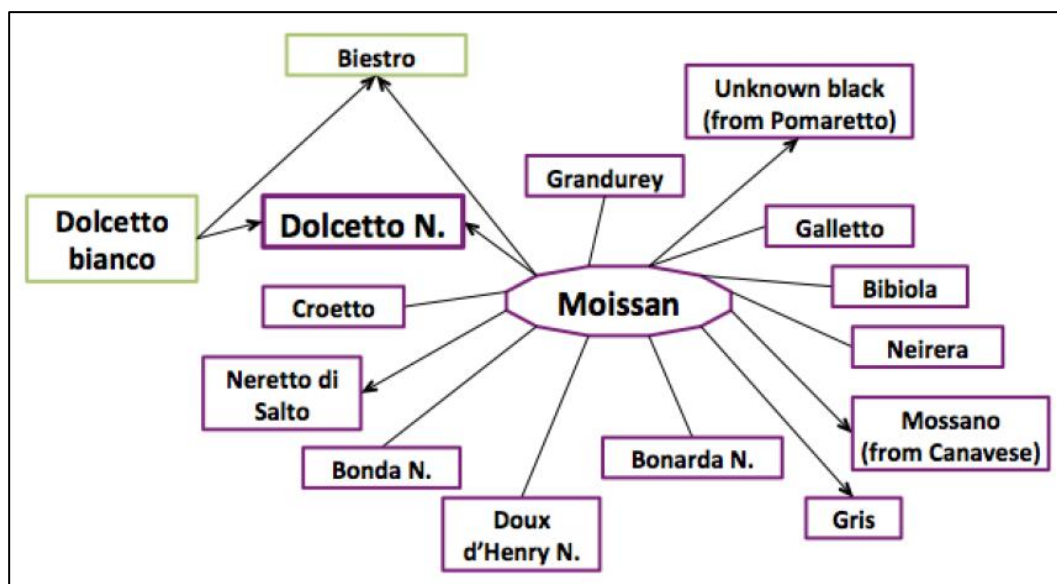 Biestro
Unknown black
(from Pomaretto)
Grandurey
Dolcetto
bianco
Dolcetto N.
Galletto
Croetto
Moissan
Bibiola
Neirera
Neretto di
Salto
Mossano
(from Canavese)
Bonda N.
Bonarda N.
Doux
d'Henry N.
Gris